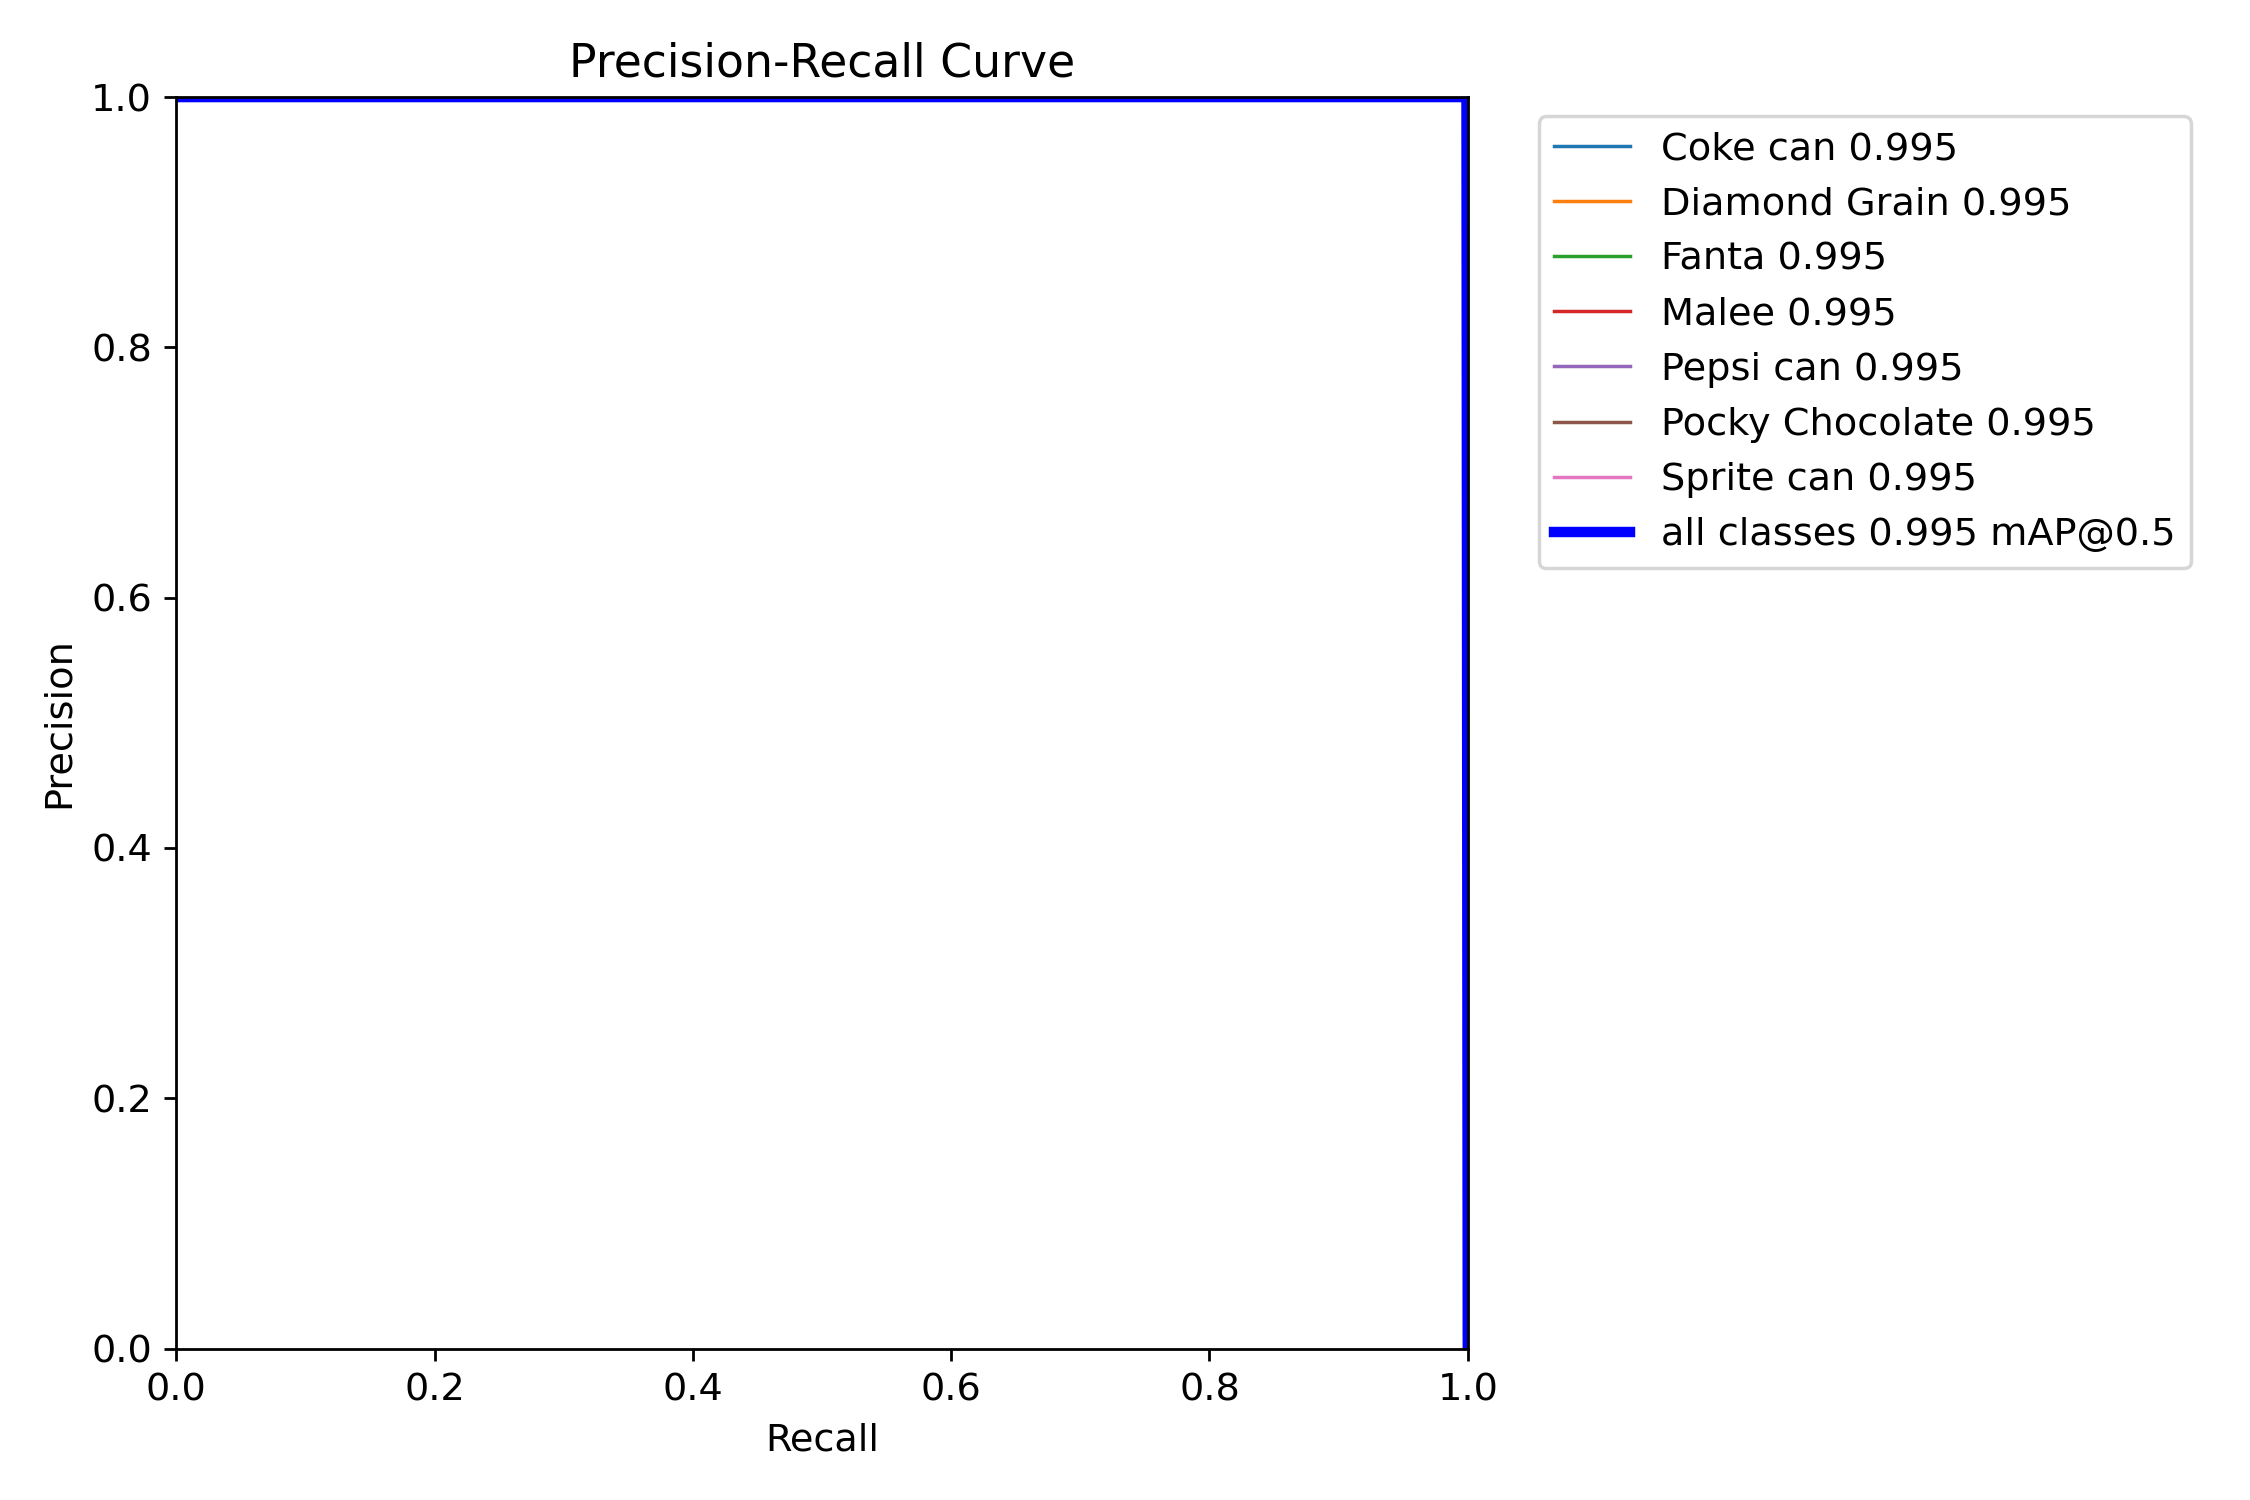 Precision-Recall Curve
1.0
0.8
0.6
0.4
0.2
0.0
Precision
0.0 0.2 0.4 0.6 0.8 1.0
Recall
Coke can 0.995
Diamond Grain 0.995
Fanta 0.995
Malee 0.995
Pepsi can 0.995
Pocky Chocolate 0.995
Sprite can 0.995
all classes 0.995 mAP@0.5